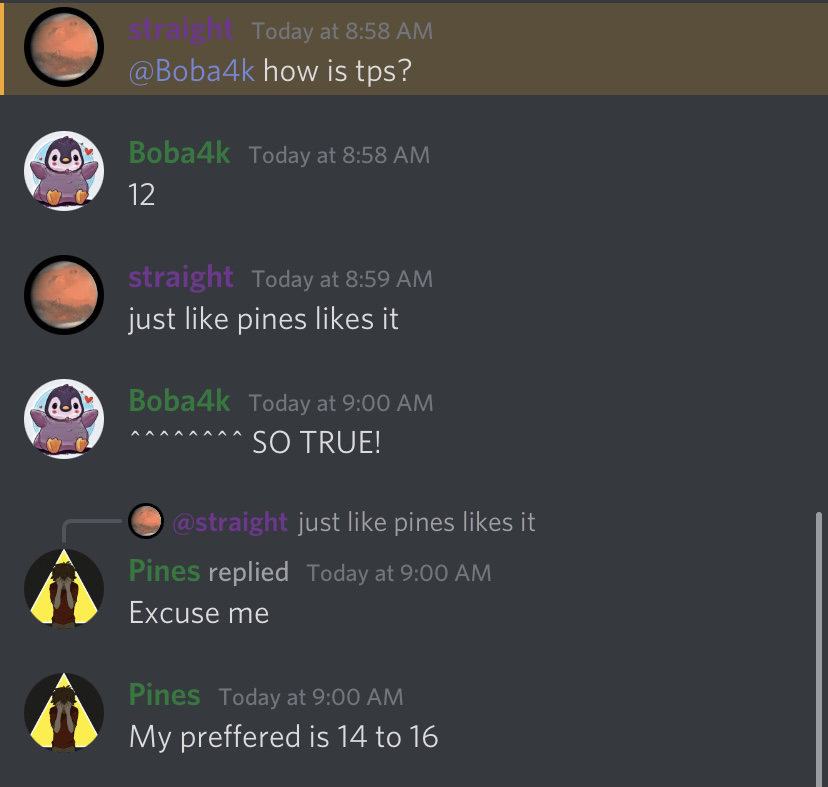 straight Today at 8:58 AM
@Boba4k how is tps?
Boba4k Today at 8:58 AM
12
straight Today at 8:59 AM
just like pines likes it
Boba4k Today at 9:00 AM
^^^^^^^^ SO TRUE!
@straight just like pines likes it
Pines replied Today at 9:00 AM
Excuse me
Pines Today at 9:00 AM
My preffered is 14 to 16